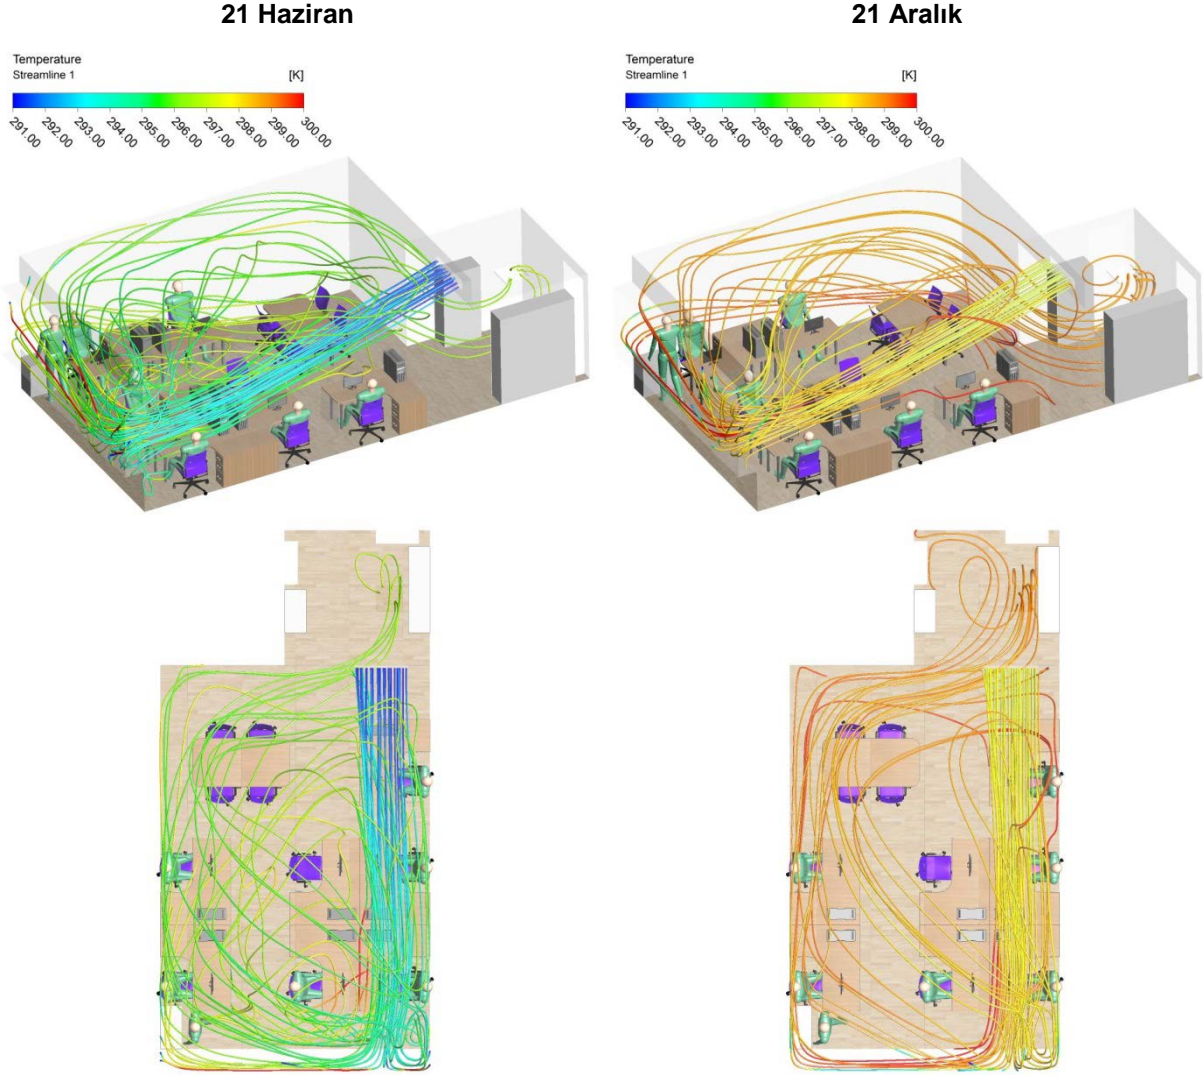 21 Haziran
21 Aralık
Temperature
Streamline 1
[K]
291.00
292.00
293.00
294.00
295.00
296.00
297.00
298.00
299.00
300.00
Temperature
Streamline 1
[K]
291.00
292.00
293.00
294.00
295.00
296.00
297.00
298.00
299.00
300.00